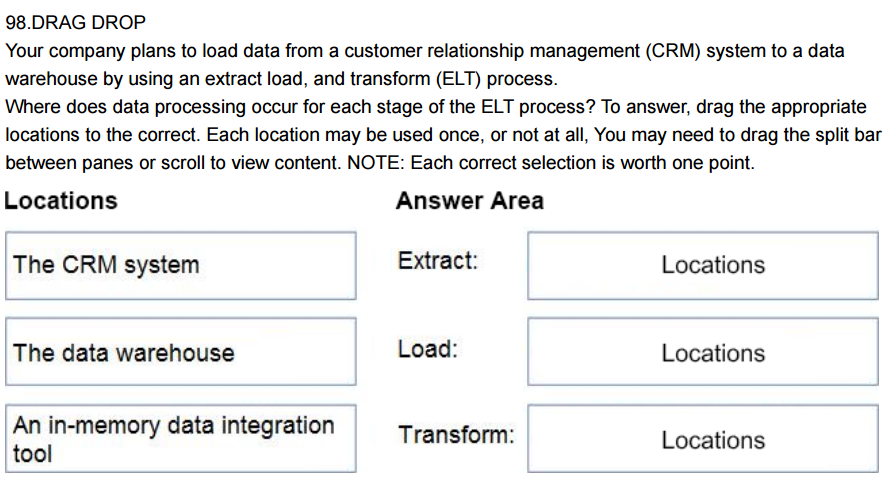 98.DRAG DROP
Your company plans to load data from a customer relationship management (CRM) system to a data
warehouse by using an extract load, and transform (ELT) process.
Where does data processing occur for each stage of the ELT process? To answer, drag the appropriate
locations to the correct. Each location may be used once, or not at all, You may need to drag the split bar
between panes or scroll to view content. NOTE: Each correct selection is worth one point.
Locations
Answer Area
The CRM system
Extract:
Locations
The data warehouse
Load:
Locations
An in-memory data integration
tool
Transform:
Locations